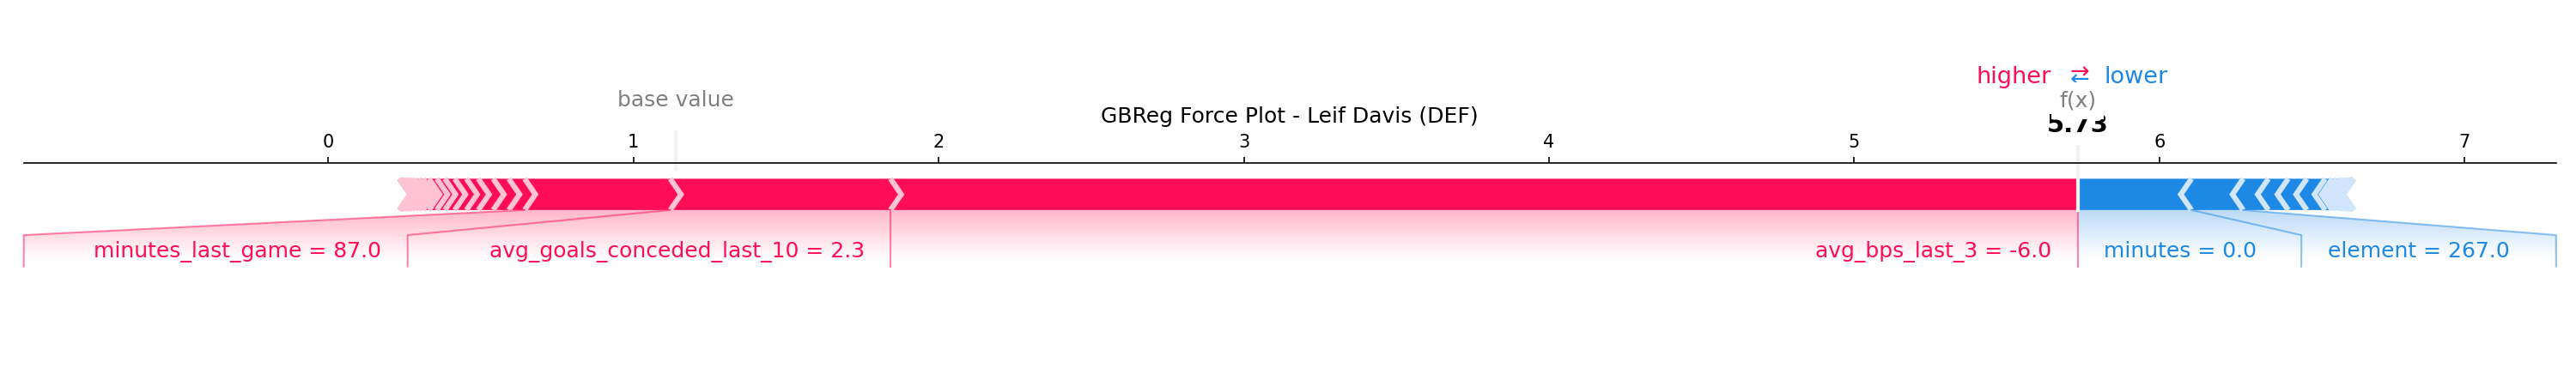 higher ⇄ lower
base value
f(x)
GBReg Force Plot - Leif Davis (DEF)
5.73
0 1 2 3 4 5 6 7
minutes_last_game = 87.0 avg_goals_conceded_last_10 = 2.3 avg_bps_last_3 = -6.0 minutes = 0.0 element = 267.0